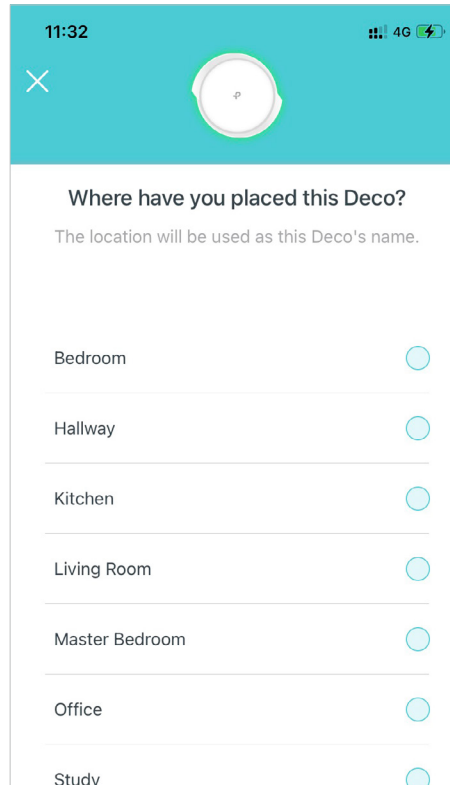 11:32
4G
Where have you placed this Deco?
The location will be used as this Deco's name.
Bedroom
Hallway
Kitchen
Living Room
Master Bedroom
Office
Study